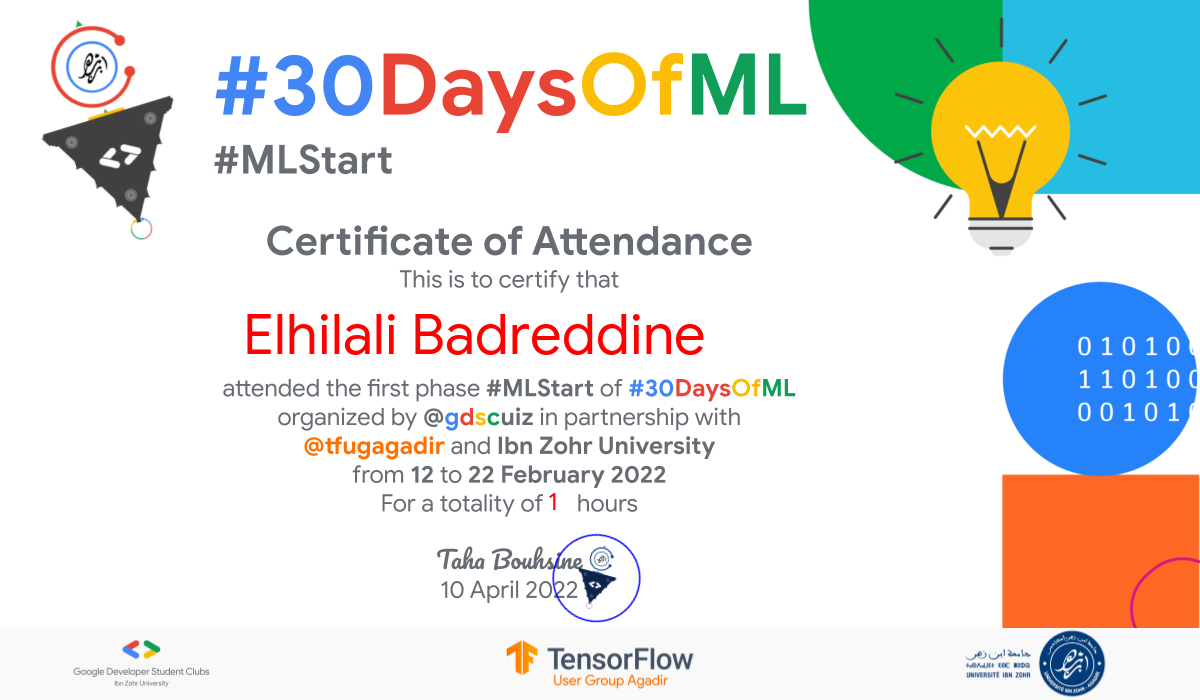 #30DaysOfML
#MLStart
Certificate of Attendance
This is to certify that
Elhilali Badreddine
attended the first phase #MLStart of #30DaysOfML
organized by @gdscuiz in partnership with
@tfugagadir and Ibn Zohr University
from 12 to 22 February 2022
For a totality of 1 hours
Taha Bouhsine
10 April 2022
01010
110100
001010
Google Developer Student Clubs
Ibn Zohr University
TensorFlow
User Group Agadir
جامعة ابن زهر
UNIVERSITÉ IBN ZOHR